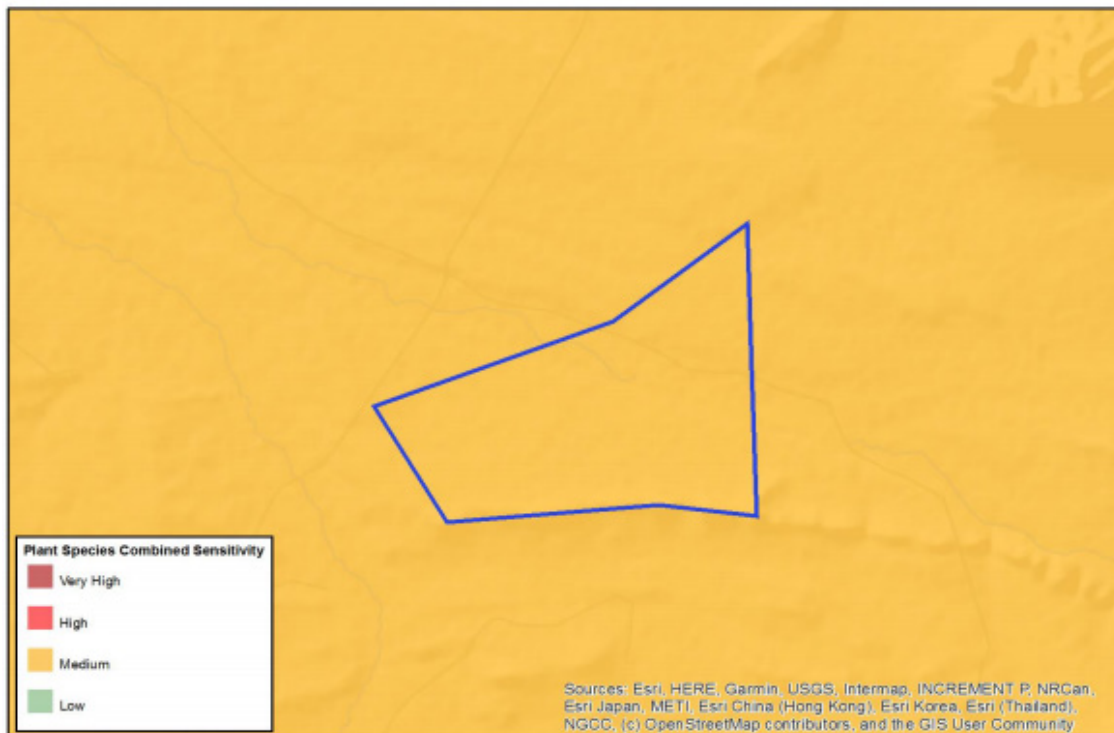 Plant Species Combined Sensitivity
Very High
High
Medium
Low
Sources: Esri, HERE, Garmin, USGS, Intermap, INCREMENT P, NRCan,
Esri Japan, METI, Esri China (Hong Kong), Esri Korea, Esri (Thailand),
NGCC, (c) OpenStreetMap contributors, and the GIS User Community